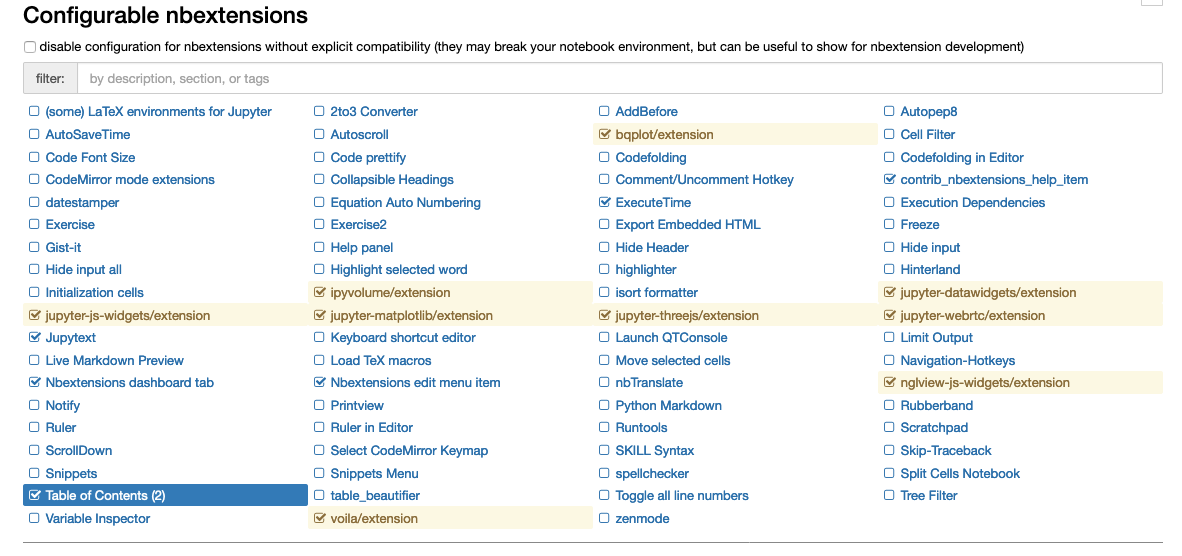 Configurable nbextensions
disable configuration for nbextensions without explicit compatibility (they may break your notebook environment, but can be useful to show for nbextension development)
filter: by description, section, or tags
(some) LaTeX environments for Jupyter 2to3 Converter AddBefore Autopep8
AutoSaveTime Autoscroll bqplot/extension Cell Filter
Code Font Size Code prettify Codefolding Codefolding in Editor
CodeMirror mode extensions Collapsible Headings Comment/Uncomment Hotkey contrib_nbextensions_help_item
datestamper Equation Auto Numbering ExecuteTime Execution Dependencies
Exercise Exercise2 Export Embedded HTML Freeze
Gist-it Help panel Hide Header Hide input
Hide input all Highlight selected word highlighter Hinterland
Initialization cells ipyvolume/extension isort formatter jupyter-datawidgets/extension
jupyter-js-widgets/extension jupyter-matplotlib/extension jupyter-threejs/extension jupyter-webrtc/extension
Jupytext Keyboard shortcut editor Launch QTConsole Limit Output
Live Markdown Preview Load TeX macros Move selected cells Navigation-Hotkeys
Nbextensions dashboard tab Nbextensions edit menu item nbTranslate nglview-js-widgets/extension
Notify Printview Python Markdown Rubberband
Ruler Ruler in Editor Runtools Scratchpad
ScrollDown Select CodeMirror Keymap SKILL Syntax Skip-Traceback
Snippets Snippets Menu spellchecker Split Cells Notebook
Table of Contents (2) table_beautifier Toggle all line numbers Tree Filter
Variable Inspector voila/extension zenmode